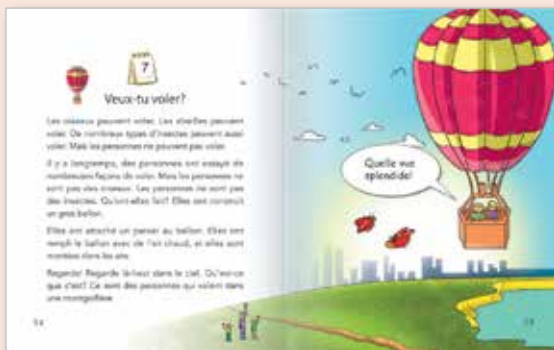 7
Veux-tu voler?
Les oiseaux peuvent voler. Les abeilles peuvent
voler. De nombreux types d'insectes peuvent aussi
voler. Mais les personnes ne peuvent pas voler.
Il y a longtemps, des personnes ont essayé de
nombreuses façons de voler. Mais les personnes ne
sont pas des oiseaux. Les personnes ne sont pas
des insectes. Qu'ont-elles fait? Elles ont construit
un gros ballon.
Elles ont attaché un panier au ballon. Elles ont
rempli le ballon avec de l'air chaud, et elles sont
montées dans les airs.
Regarde! Regarde là-haut dans le ciel. Qu'est-ce
que c'est? Ce sont des personnes qui volent dans
une montgolfière.
Quelle vue
splendide!